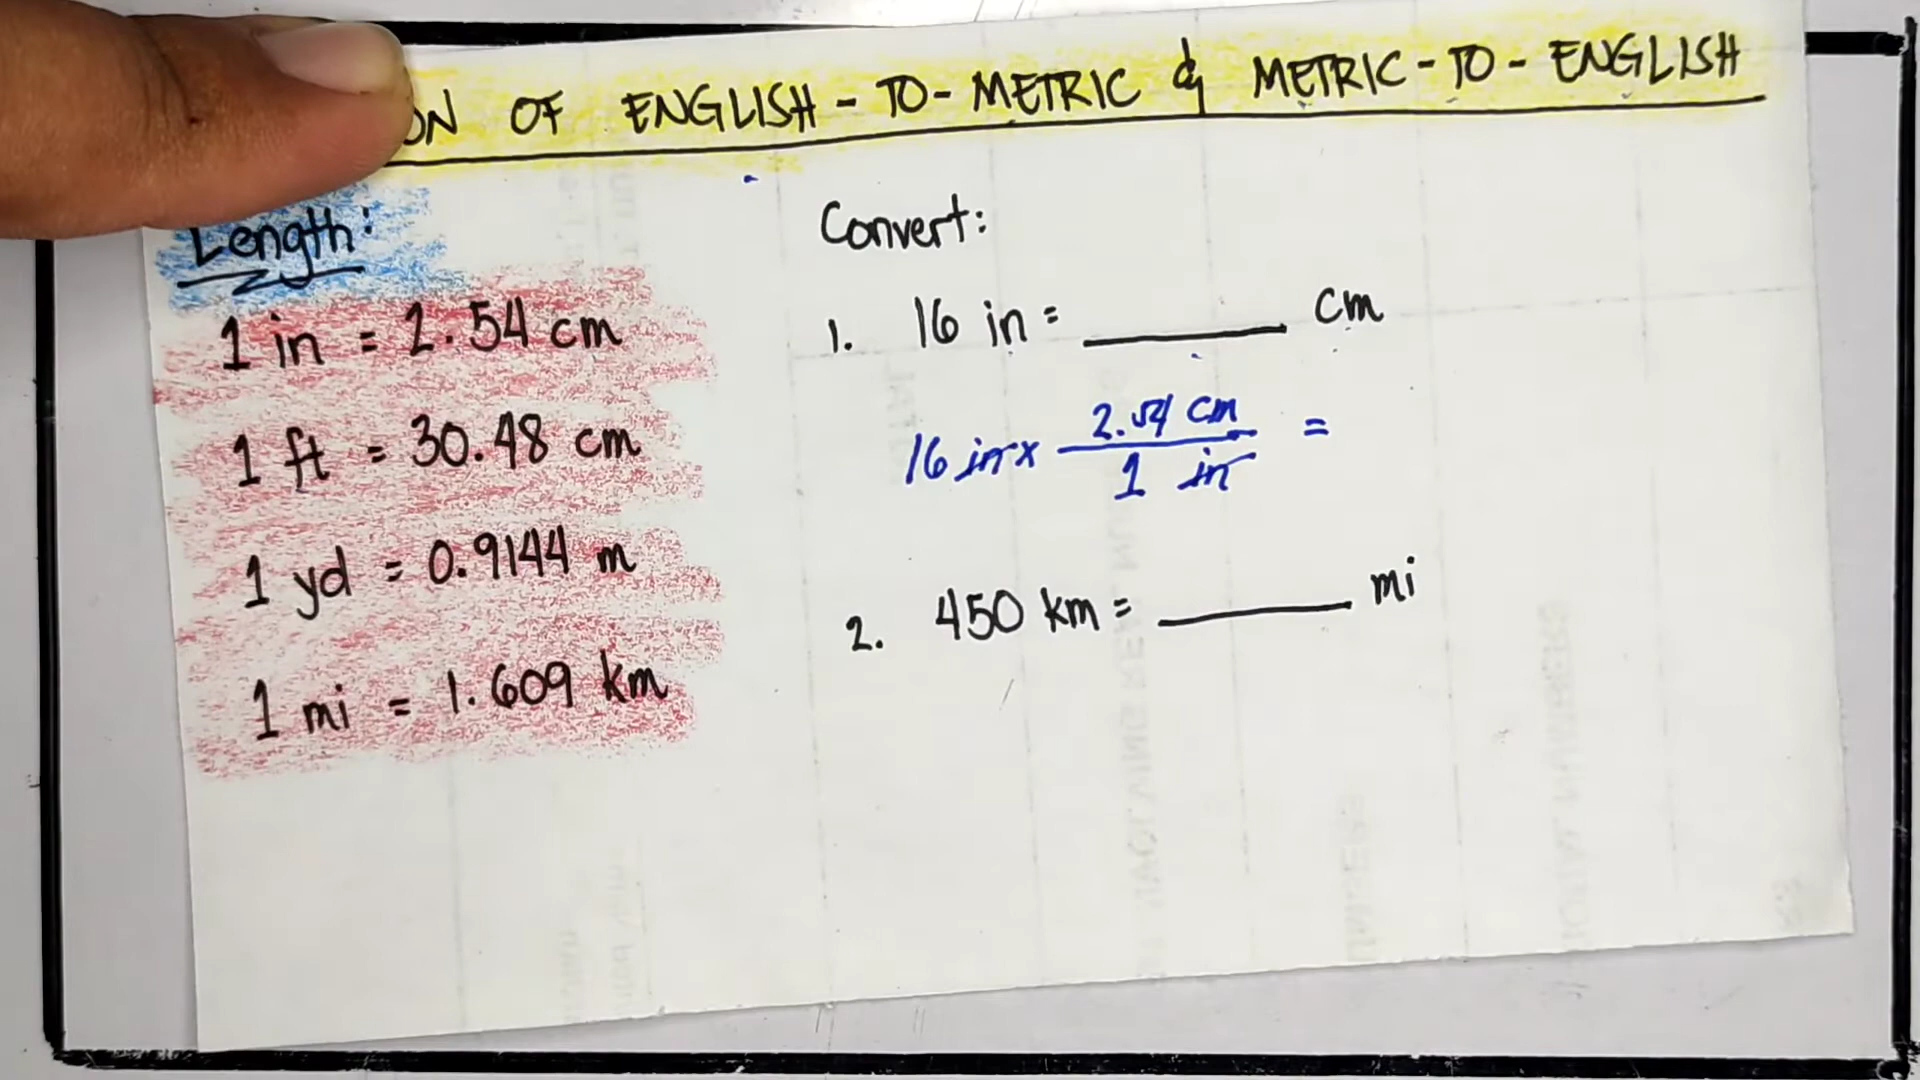 OF ENGLISH-TO-METRIC & METRIC-TO-ENGLISH
Length:
1 in = 2.54 cm
1 ft = 30.48 cm
1 yd = 0.9144 m
1 mi = 1.609 km
Convert:
1. 16 in = ______ cm
16 in x 2.54 cm / 1 in =
2. 450 km = ______ mi